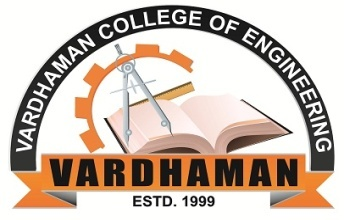 VARDHAMAN COLLEGE OF ENGINEERING
VARDHAMAN
ESTD. 1999